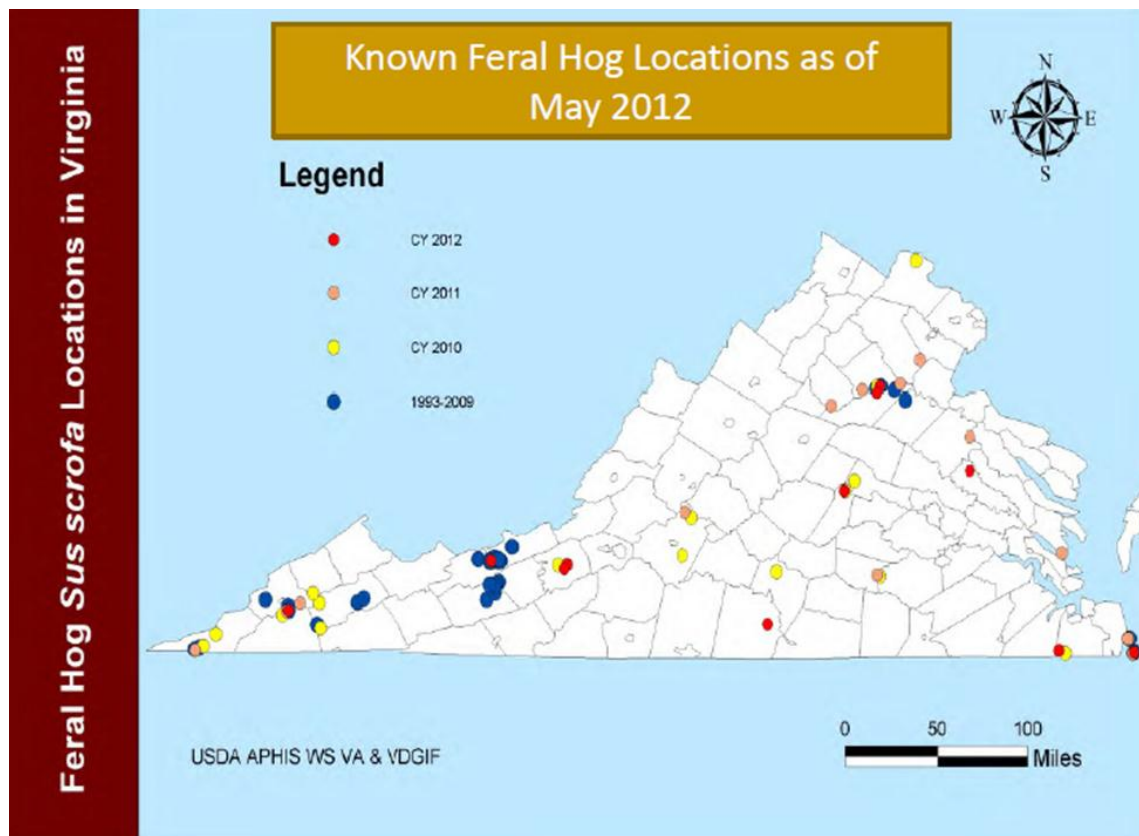 Feral Hog Sus scrofa Locations in Virginia
Known Feral Hog Locations as of
May 2012
N
W
E
S
Legend
CY 2012
CY 2011
CY 2010
1993-2009
USDA APHIS WS VA & VDGIF
0 50 100
Miles